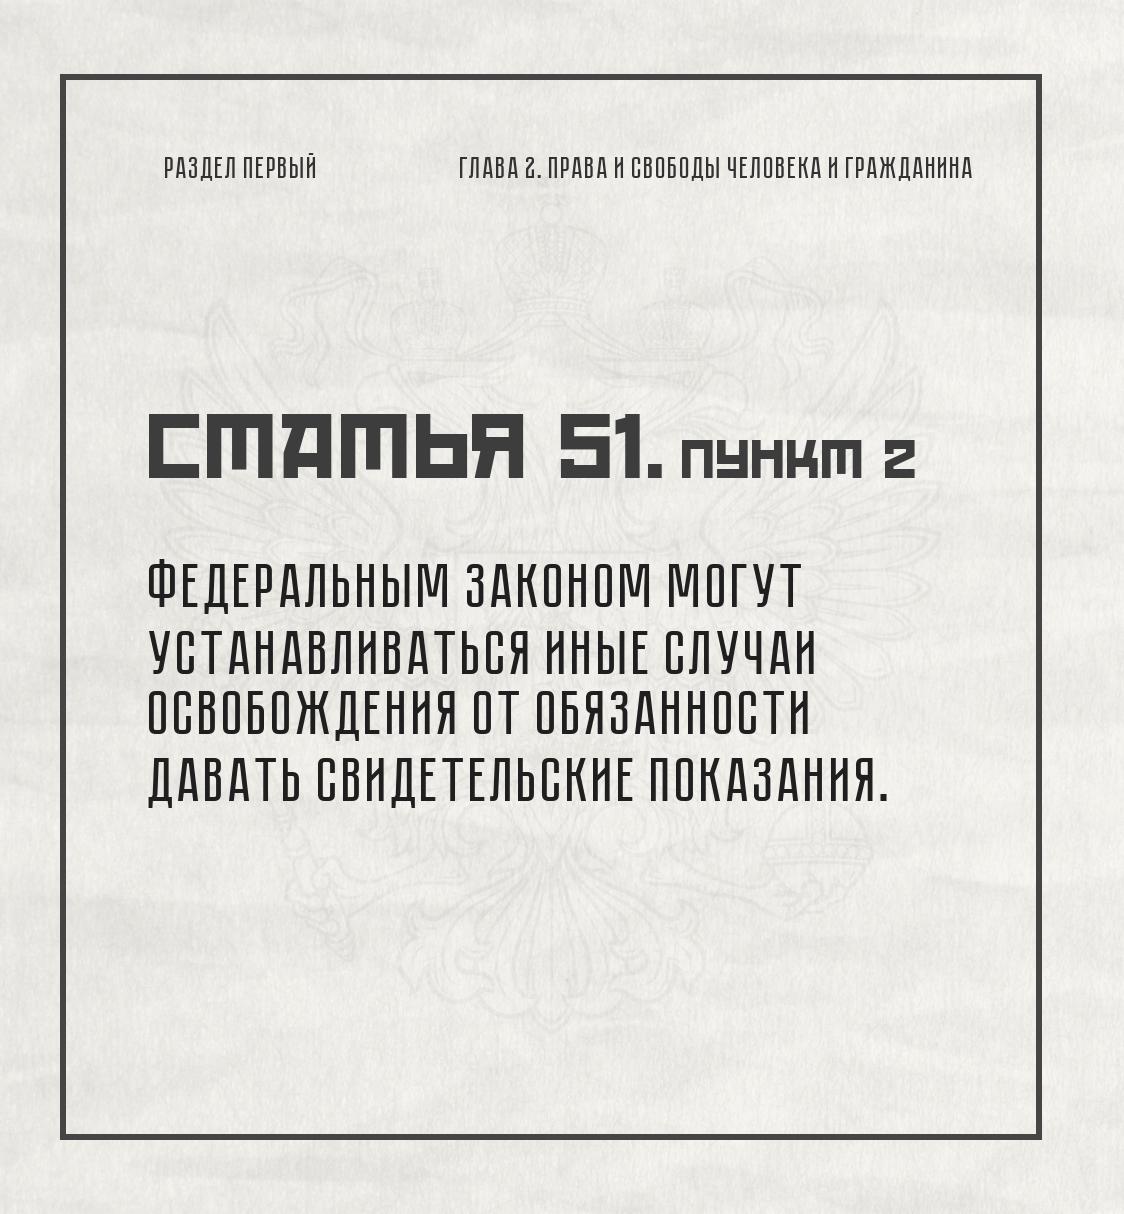 РАЗДЕЛ ПЕРВЫЙ ГЛАВА 2. ПРАВА И СВОБОДЫ ЧЕЛОВЕКА И ГРАЖДАНИНА
СТАТЬЯ 51. ПУНКТ 2
ФЕДЕРАЛЬНЫМ ЗАКОНОМ МОГУТ
УСТАНАВЛИВАТЬСЯ ИНЫЕ СЛУЧАИ
ОСВОБОЖДЕНИЯ ОТ ОБЯЗАННОСТИ
ДАВАТЬ СВИДЕТЕЛЬСКИЕ ПОКАЗАНИЯ.